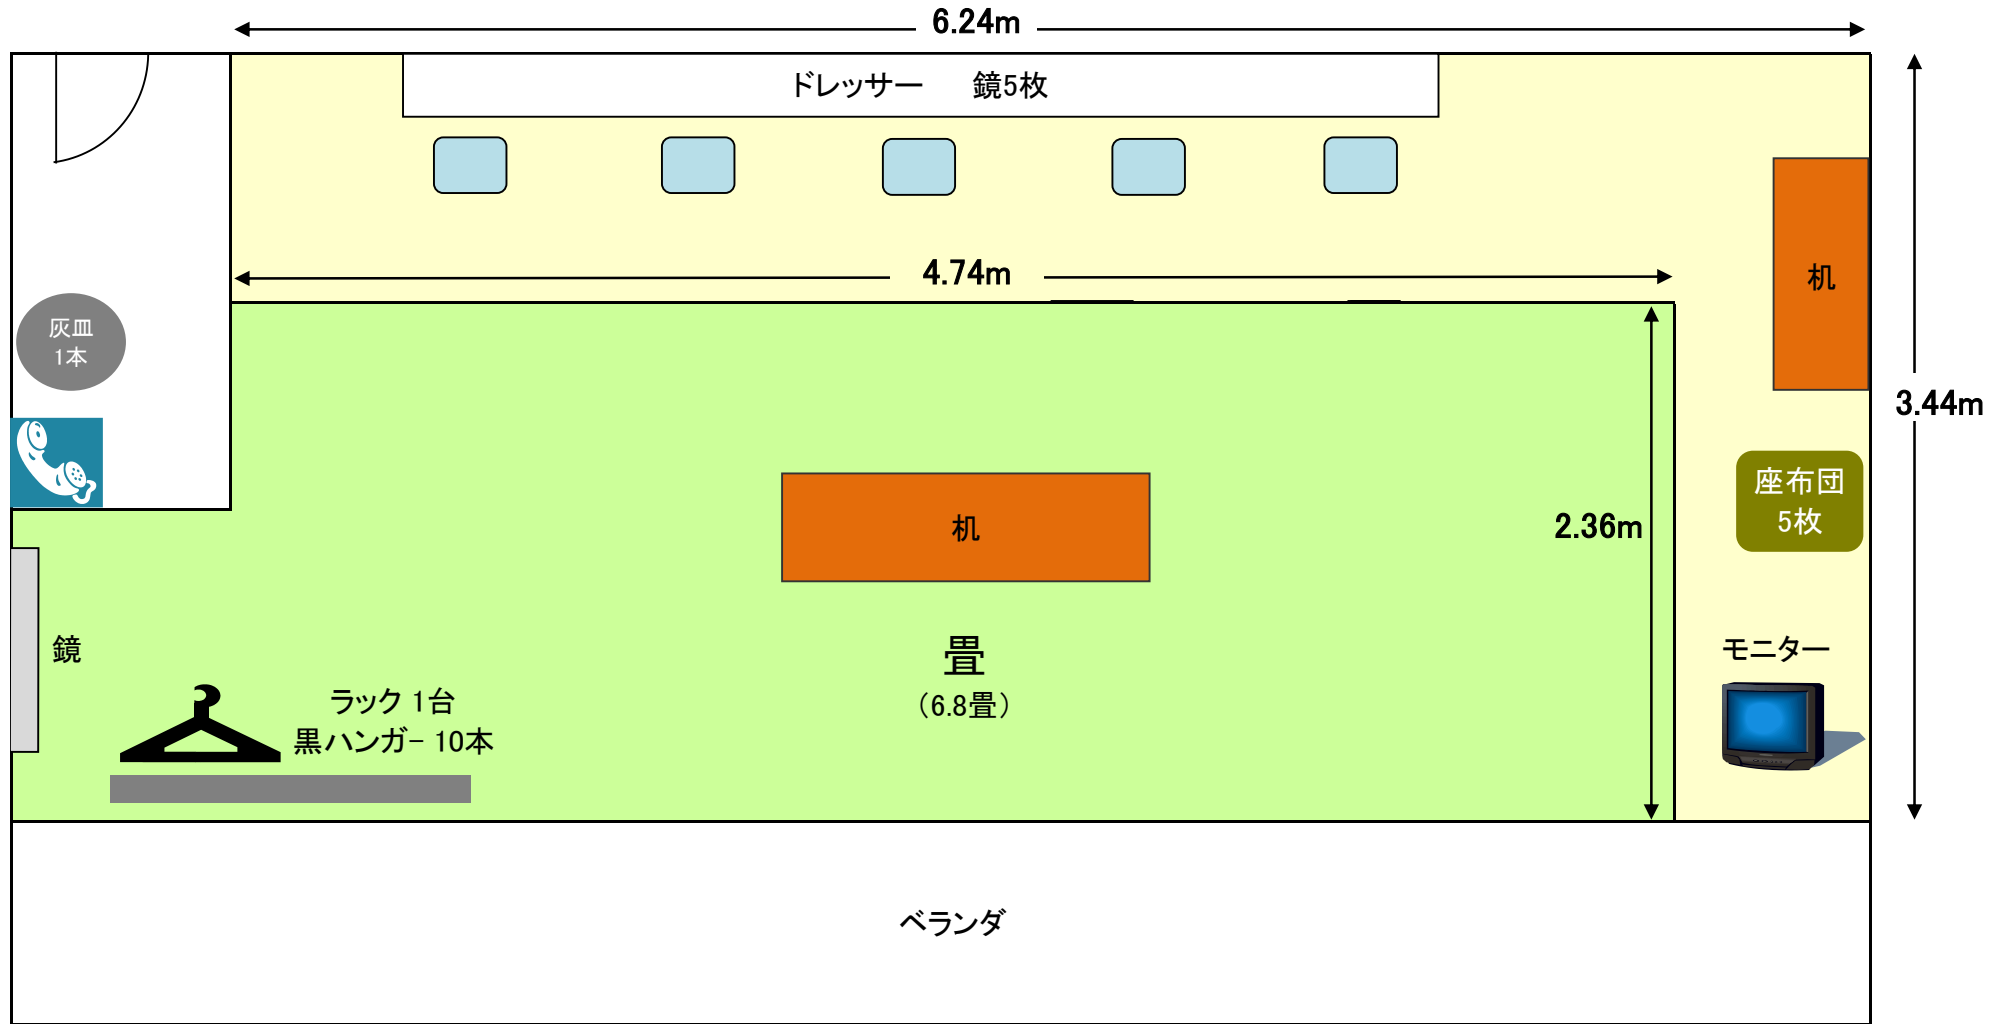 6.24m
ドレッサー　鏡5枚
4.74m
机
灰皿
1本
3.44m
座布団
5枚
机
2.36m
鏡
畳
（6.8畳）
モニター
ラック 1台
黒ハンガー 10本
ベランダ